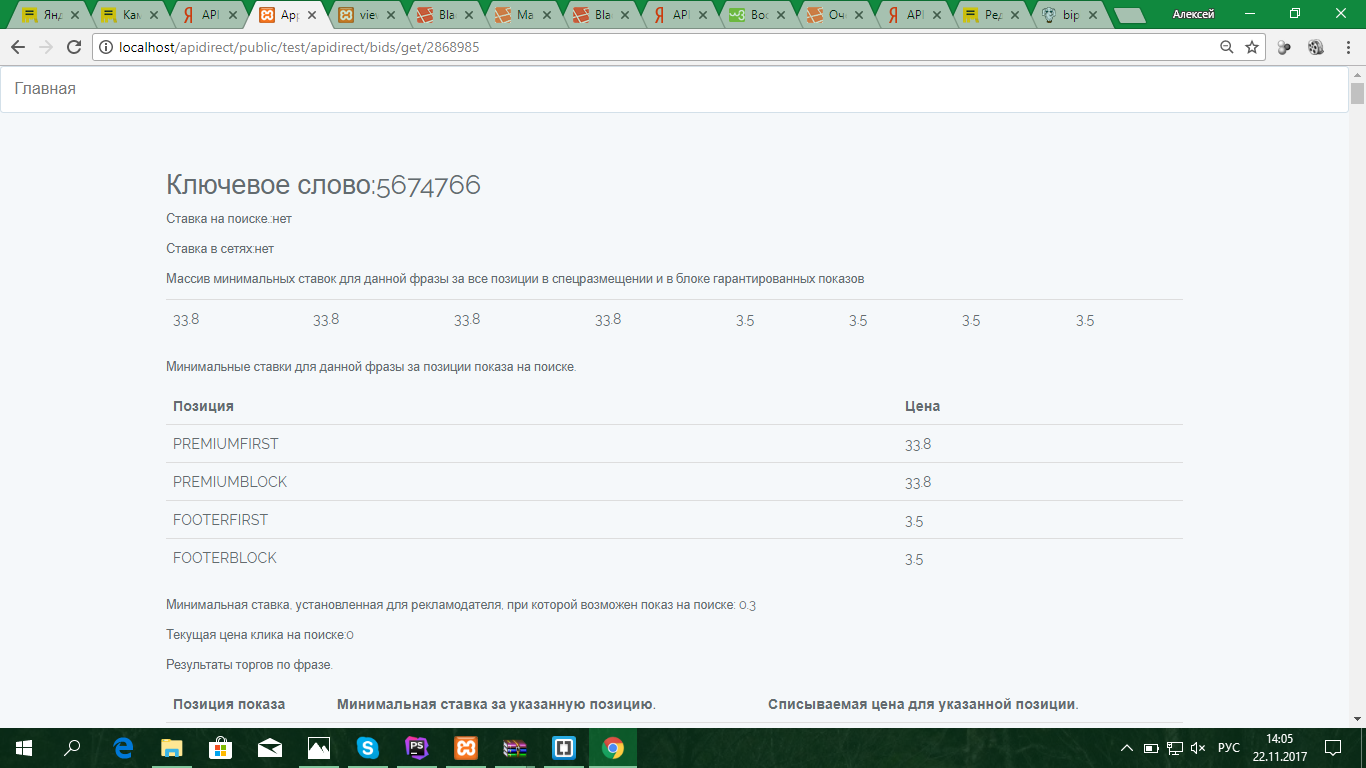 Янд
Кам
API
App
view
Blad
Мат
Blad
API
Вос
Оче
API
Ред
bip
Алексей
localhost/apidirect/public/test/apidirect/bids/get/2868985
Главная
Ключевое слово:5674766
Ставка на поиске.:нет
Ставка в сетях:нет
Массив минимальных ставок для данной фразы за все позиции в спецразмещении и в блоке гарантированных показов
33.8 33.8 33.8 33.8 3.5 3.5 3.5 3.5
Минимальные ставки для данной фразы за позиции показа на поиске.
Позиция Цена
PREMIUMFIRST 33.8
PREMIUMBLOCK 33.8
FOOTERFIRST 3.5
FOOTERBLOCK 3.5
Минимальная ставка, установленная для рекламодателя, при которой возможен показ на поиске: 0.3
Текущая цена клика на поиске:0
Результаты торгов по фразе.
Позиция показа Минимальная ставка за указанную позицию. Списываемая цена для указанной позиции.
РУС
14:05
22.11.2017